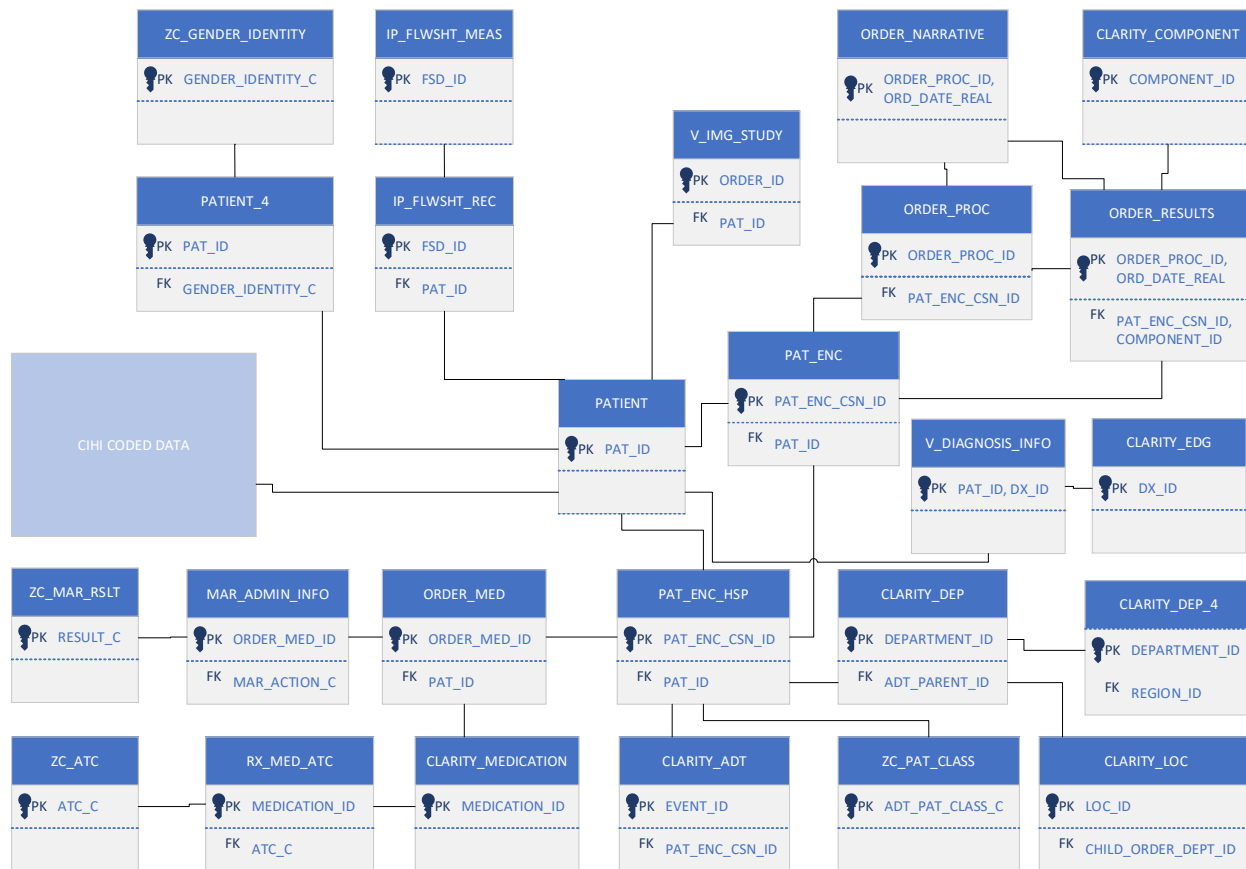 ZC_GENDER_IDENTITY
PK GENDER_IDENTITY_C
IP_FLWSHT_MEAS
PK FSD_ID
ORDER_NARRATIVE
PK ORDER_PROC_ID,
ORD_DATE_REAL
CLARITY_COMPONENT
PK COMPONENT_ID
V_IMG_STUDY
PK ORDER_ID
FK PAT_ID
PATIENT_4
PK PAT_ID
FK GENDER_IDENTITY_C
IP_FLWSHT_REC
PK FSD_ID
FK PAT_ID
ORDER_PROC
PK ORDER_PROC_ID
FK PAT_ENC_CSN_ID
ORDER_RESULTS
PK ORDER_PROC_ID,
ORD_DATE_REAL
FK PAT_ENC_CSN_ID,
COMPONENT_ID
CIHI CODED DATA
PATIENT
PK PAT_ID
PAT_ENC
PK PAT_ENC_CSN_ID
FK PAT_ID
V_DIAGNOSIS_INFO
PK PAT_ID, DX_ID
CLARITY_EDG
PK DX_ID
ZC_MAR_RSLT
PK RESULT_C
MAR_ADMIN_INFO
PK ORDER_MED_ID
FK MAR_ACTION_C
ORDER_MED
PK ORDER_MED_ID
FK PAT_ID
PAT_ENC_HSP
PK PAT_ENC_CSN_ID
FK PAT_ID
CLARITY_DEP
PK DEPARTMENT_ID
FK ADT_PARENT_ID
CLARITY_DEP_4
PK DEPARTMENT_ID
FK REGION_ID
ZC_ATC
PK ATC_C
RX_MED_ATC
PK MEDICATION_ID
FK ATC_C
CLARITY_MEDICATION
PK MEDICATION_ID
CLARITY_ADT
PK EVENT_ID
FK PAT_ENC_CSN_ID
ZC_PAT_CLASS
PK ADT_PAT_CLASS_C
CLARITY_LOC
PK LOC_ID
FK CHILD_ORDER_DEPT_ID